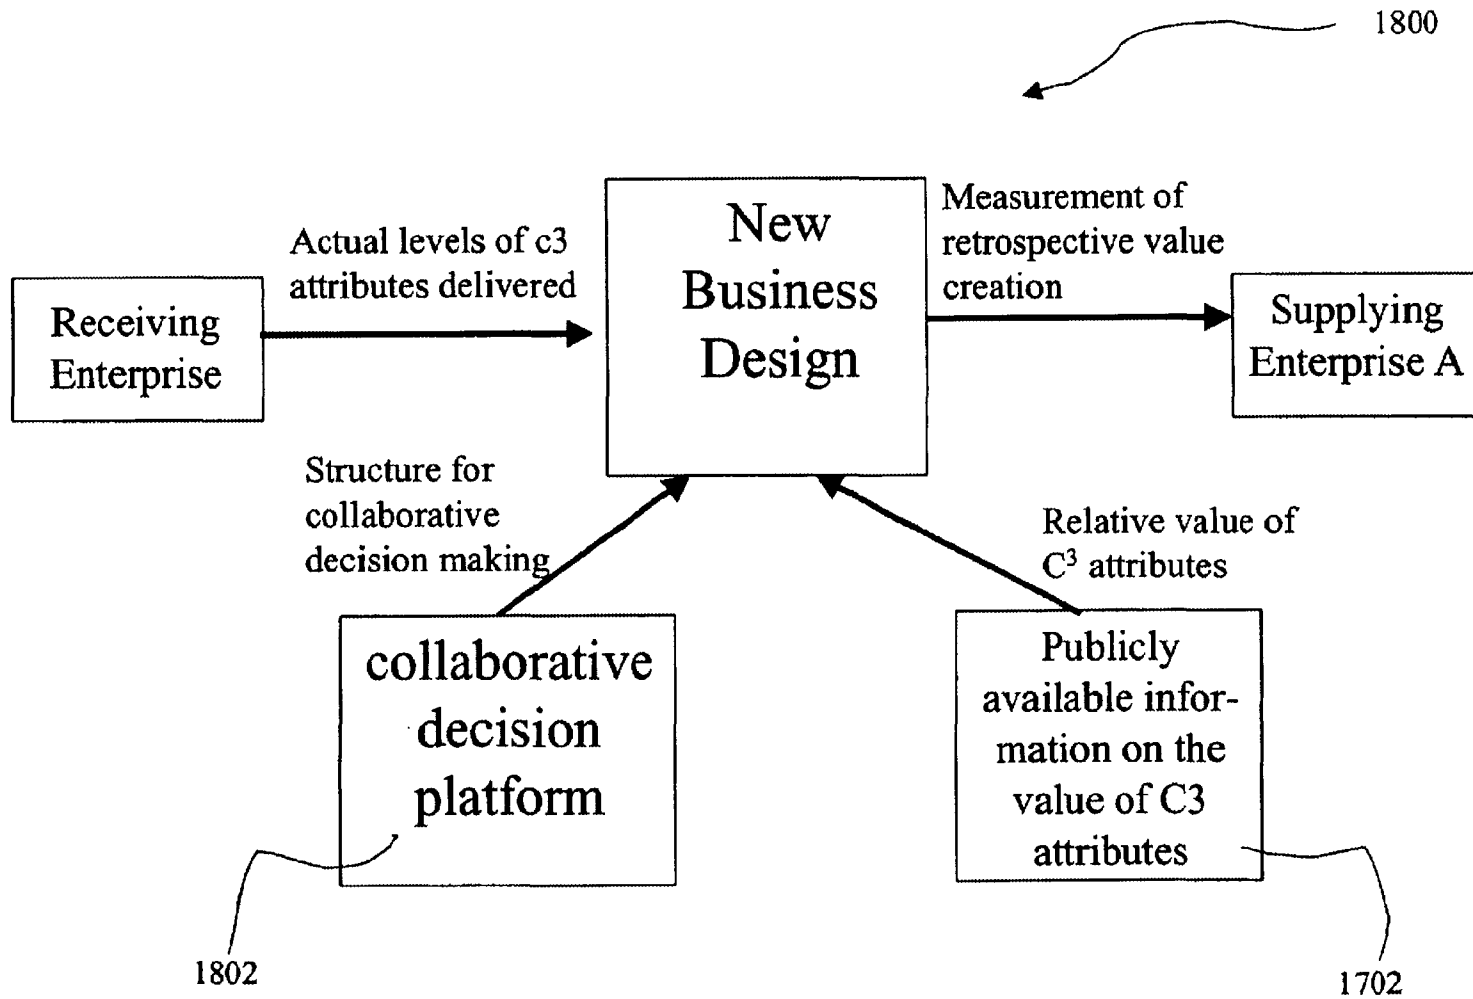 1800
New
Business
Design
Measurement of
retrospective value
creation
Actual levels of c3
attributes delivered
Receiving
Enterprise
Supplying
Enterprise A
Structure for
collaborative
decision making
Relative value of
C³ attributes
collaborative
decision
platform
Publicly
available infor-
mation on the
value of C3
attributes
1802
1702